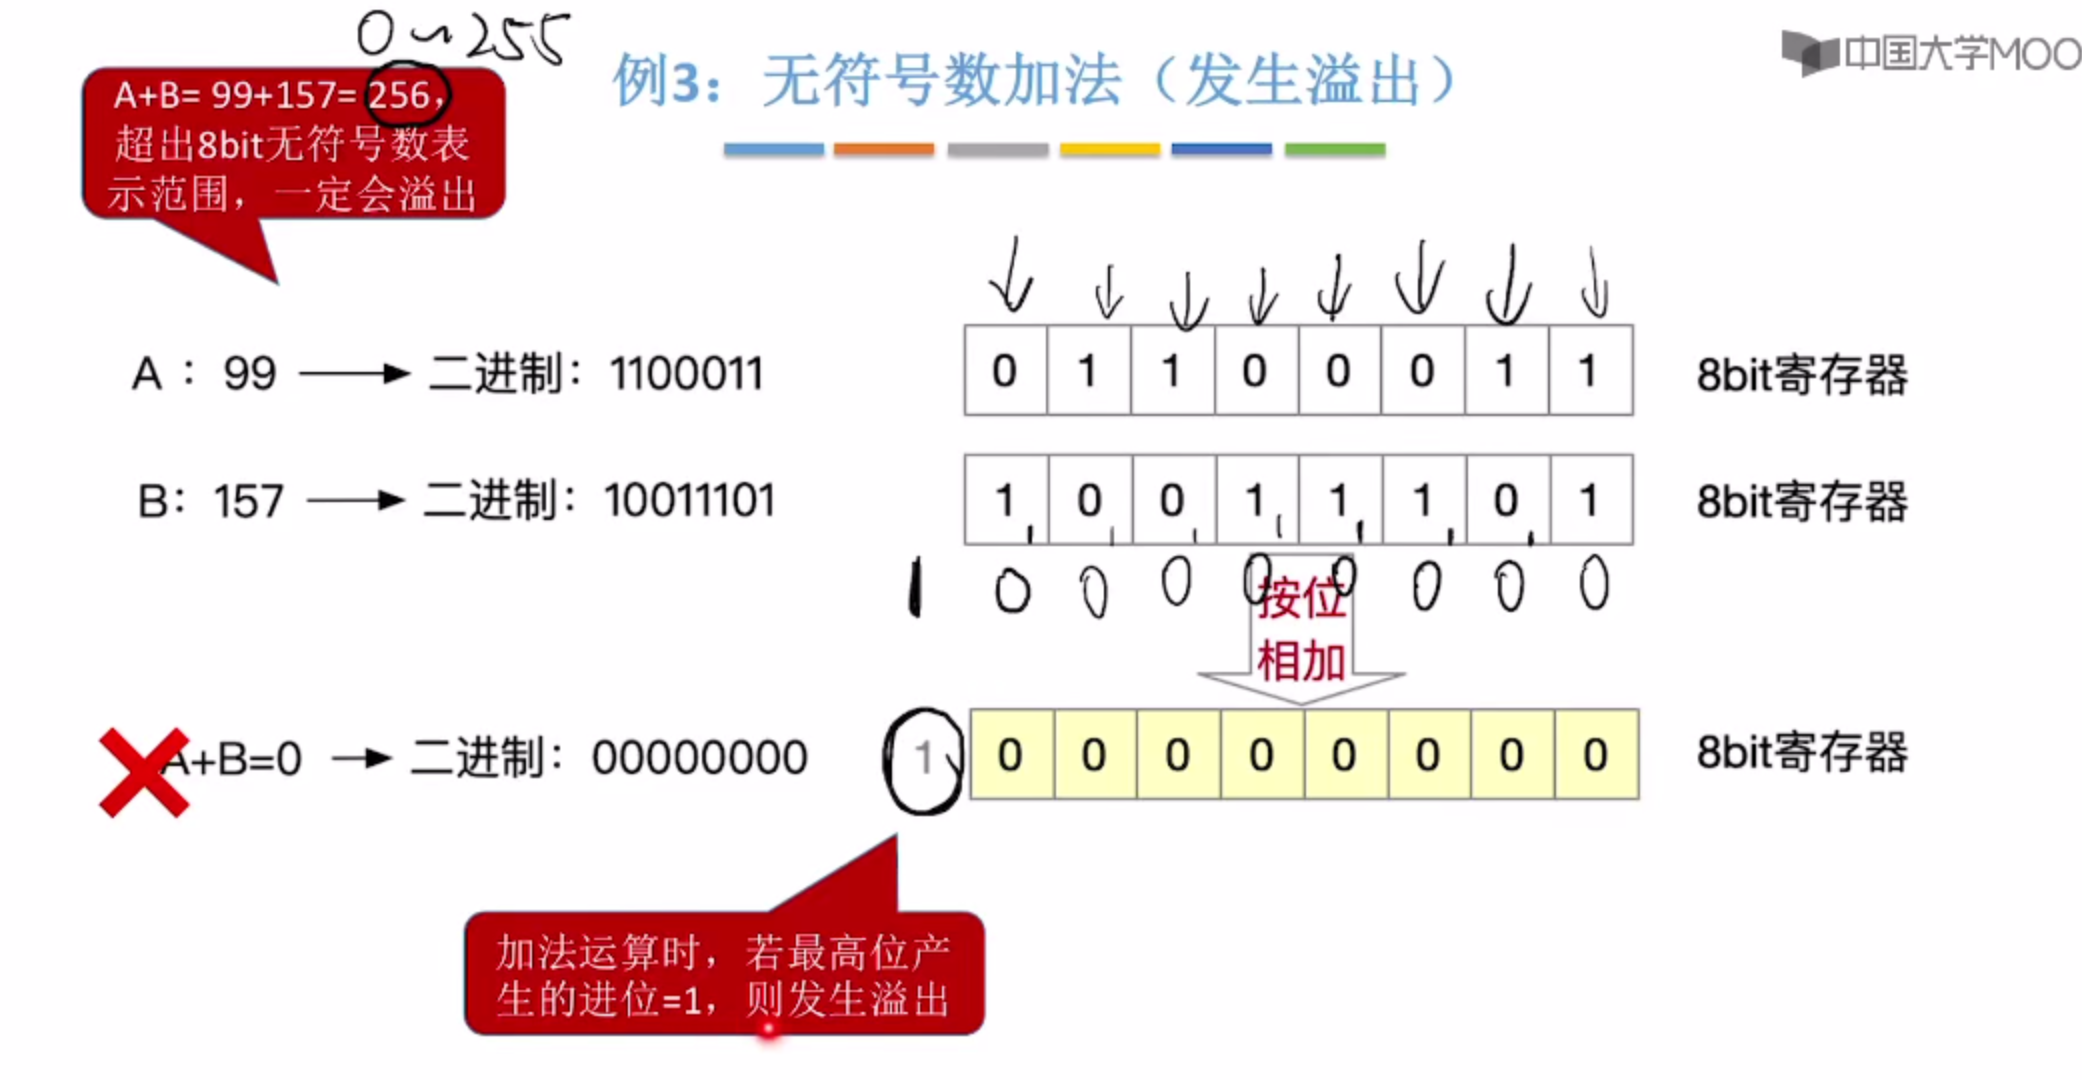 0~255
例3：无符号数加法（发生溢出）
中国大学MOO
A+B= 99+157= 256，
超出8bit无符号数表
示范围，一定会溢出
A：99 二进制：1100011 0 1 1 0 0 0 1 1 8bit寄存器
B：157 二进制：10011101 1 0 0 1 1 1 0 1 8bit寄存器
1 0 0 0 0 0 0 0 0
按位
相加
A+B=0 二进制：00000000 1 0 0 0 0 0 0 0 0 8bit寄存器
加法运算时，若最高位产
生的进位=1，则发生溢出